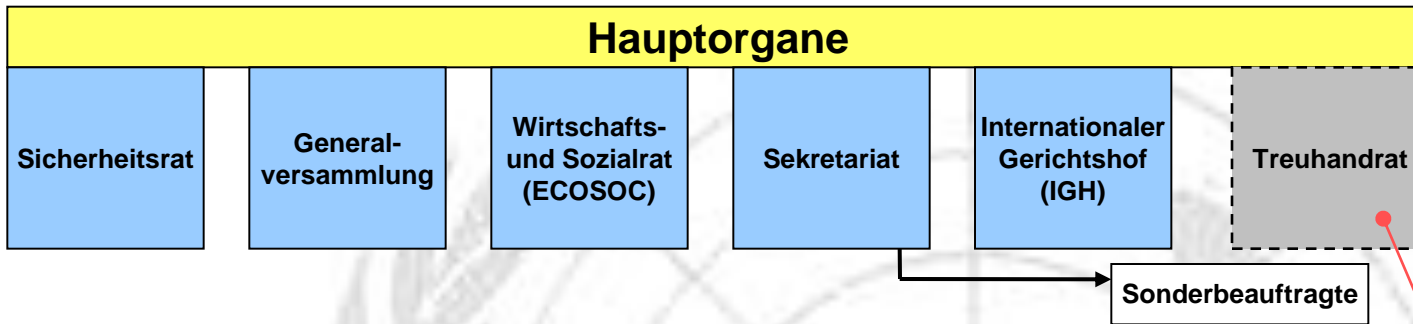 Hauptorgane
Sicherheitsrat
General-
versammlung
Wirtschafts-
und Sozialrat
(ECOSOC)
Sekretariat
Internationaler
Gerichtshof
(IGH)
Treuhandrat
Sonderbeauftragte